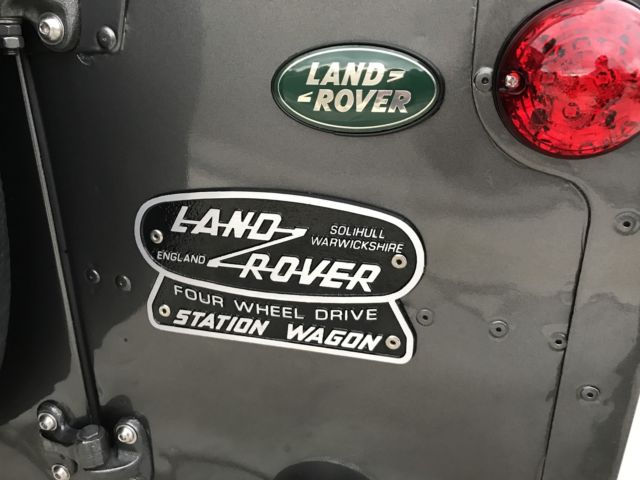 LAND
ROVER
LAND
SOLIHULL
WARWICKSHIRE
ENGLAND
ROVER
FOUR WHEEL DRIVE
STATION WAGON